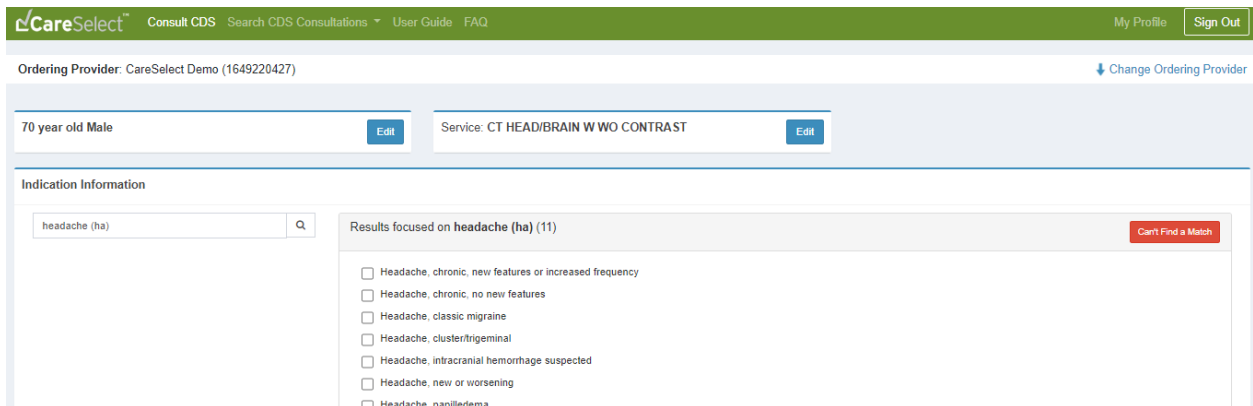 CareSelect™ Consult CDS Search CDS Consultations User Guide FAQ My Profile Sign Out
Ordering Provider: CareSelect Demo (1649220427) Change Ordering Provider
70 year old Male Edit Service: CT HEAD/BRAIN W WO CONTRAST Edit
Indication Information
headache (ha) Results focused on headache (ha) (11) Can't Find a Match
Headache, chronic, new features or increased frequency
Headache, chronic, no new features
Headache, classic migraine
Headache, cluster/trigeminal
Headache, intracranial hemorrhage suspected
Headache, new or worsening
Headache, papilledema